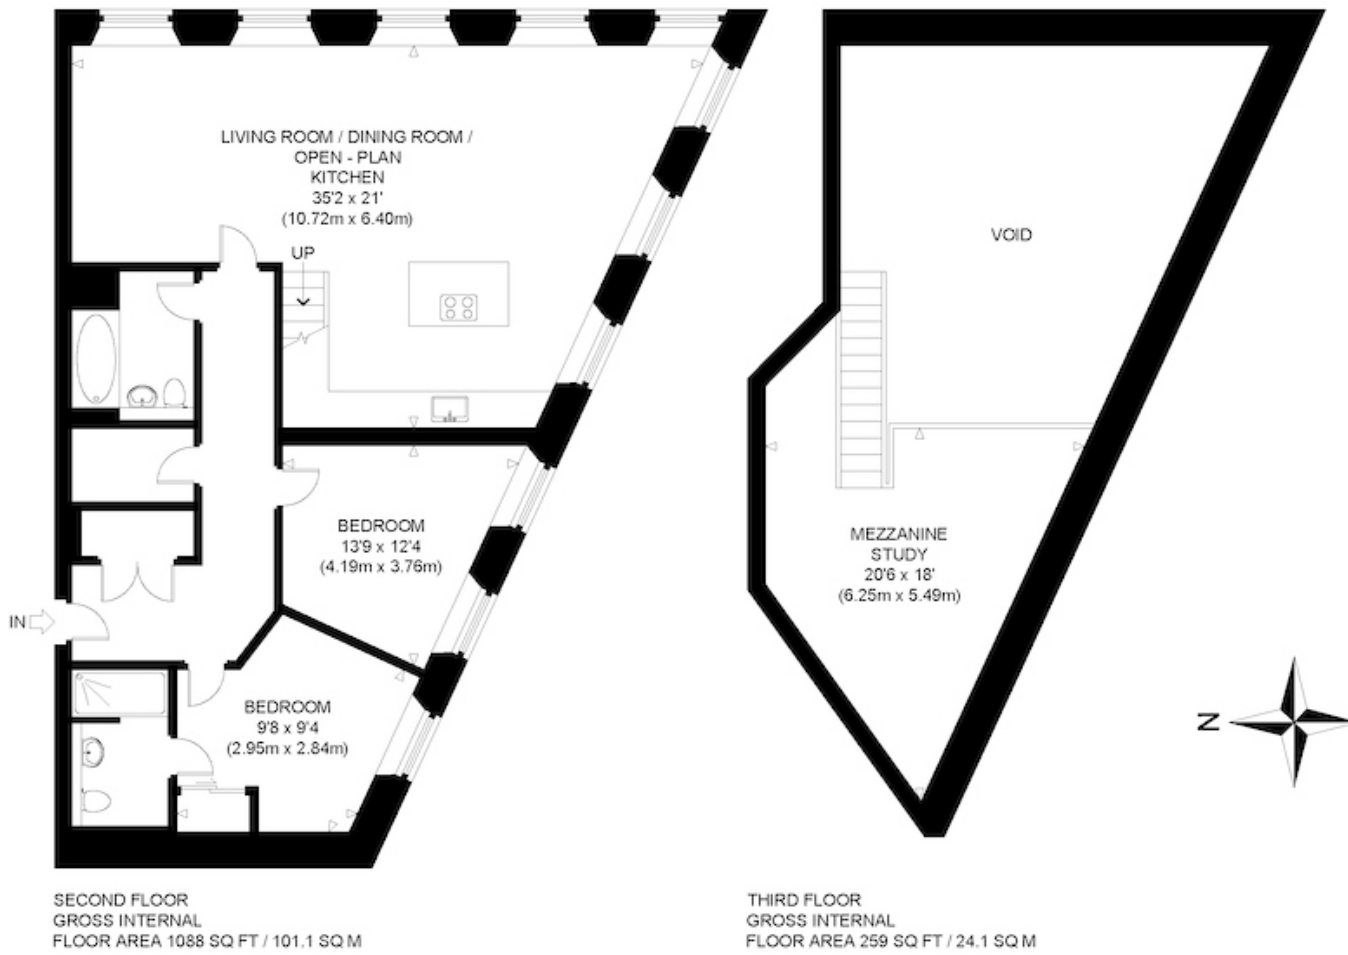 LIVING ROOM / DINING ROOM /
OPEN - PLAN
KITCHEN
35'2 x 21'
(10.72m x 6.40m)
UP
VOID
BEDROOM
13'9 x 12'4
(4.19m x 3.76m)
MEZZANINE
STUDY
20'6 x 18'
(6.25m x 5.49m)
IN
BEDROOM
9'8 x 9'4
(2.95m x 2.84m)
N
SECOND FLOOR
GROSS INTERNAL
FLOOR AREA 1088 SQ FT / 101.1 SQ M
THIRD FLOOR
GROSS INTERNAL
FLOOR AREA 259 SQ FT / 24.1 SQ M